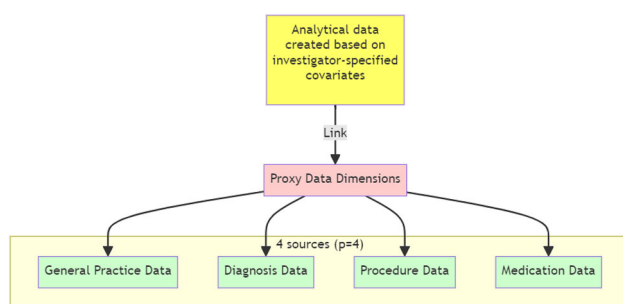 Analytical data
created based on
investigator-specified
covariates
Link
Proxy Data Dimensions
4 sources (p=4)
General Practice Data
Diagnosis Data
Procedure Data
Medication Data